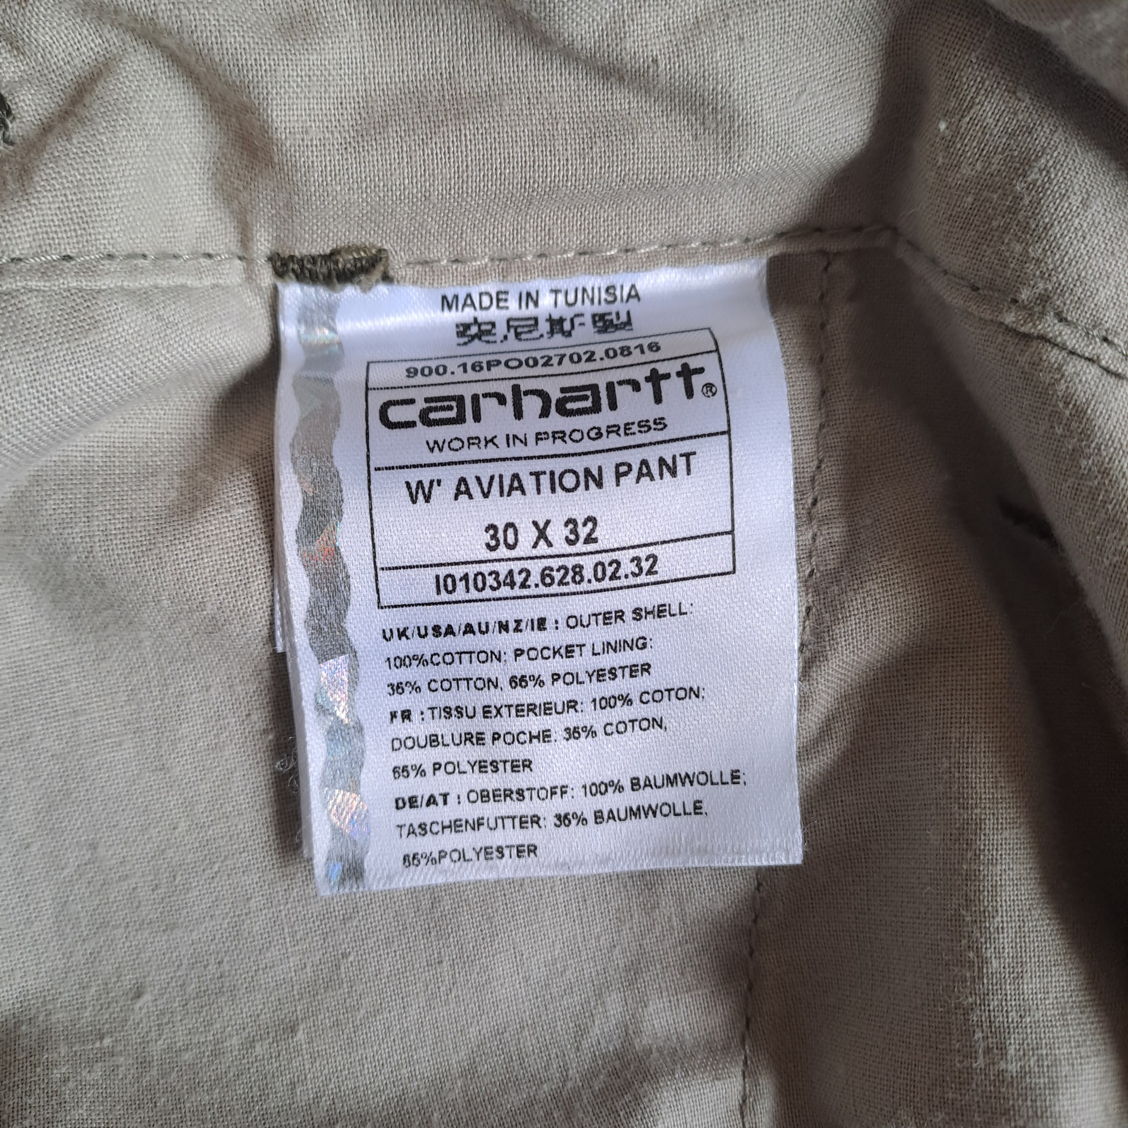 MADE IN TUNISIA
突尼斯製
900.16PO02702.0816
carhartt®
WORK IN PROGRESS
W' AVIATION PANT
30 X 32
I010342.628.02.32
UK/USA/AU/NZ/IE : OUTER SHELL:
100%COTTON; POCKET LINING:
35% COTTON, 65% POLYESTER
FR : TISSU EXTERIEUR: 100% COTON;
DOUBLURE POCHE: 35% COTON,
65% POLYESTER
DE/AT : OBERSTOFF: 100% BAUMWOLLE;
TASCHENFUTTER: 35% BAUMWOLLE,
65%POLYESTER